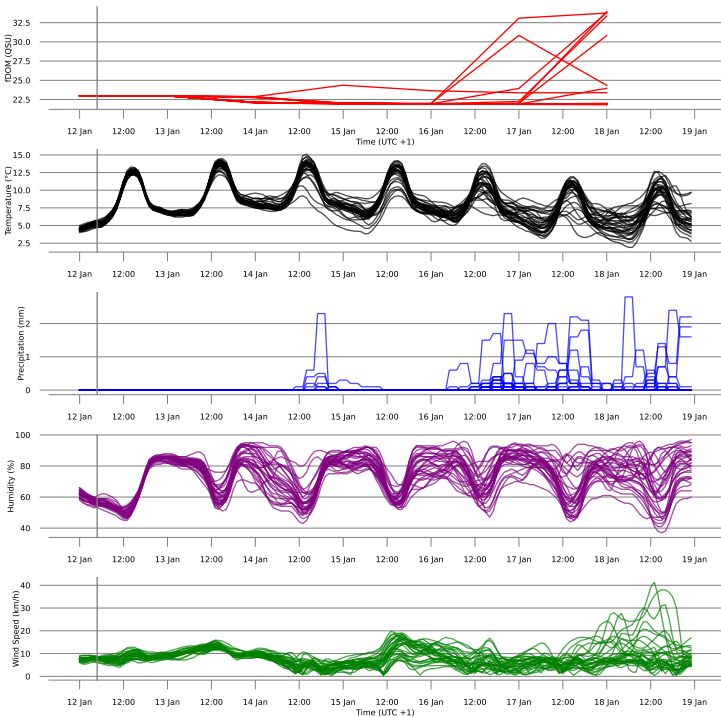 fDOM (QSU)
32.5
30.0
27.5
25.0
22.5
12 Jan 12:00 13 Jan 12:00 14 Jan 12:00 15 Jan 12:00 16 Jan 12:00 17 Jan 12:00 18 Jan 12:00 19 Jan
Time (UTC +1)
Temperature (°C)
15.0
12.5
10.0
7.5
5.0
2.5
12 Jan 12:00 13 Jan 12:00 14 Jan 12:00 15 Jan 12:00 16 Jan 12:00 17 Jan 12:00 18 Jan 12:00 19 Jan
Precipitation (mm)
2
1
0
12 Jan 12:00 13 Jan 12:00 14 Jan 12:00 15 Jan 12:00 16 Jan 12:00 17 Jan 12:00 18 Jan 12:00 19 Jan
Humidity (%)
100
80
60
40
12 Jan 12:00 13 Jan 12:00 14 Jan 12:00 15 Jan 12:00 16 Jan 12:00 17 Jan 12:00 18 Jan 12:00 19 Jan
Wind Speed (km/h)
40
30
20
10
0
12 Jan 12:00 13 Jan 12:00 14 Jan 12:00 15 Jan 12:00 16 Jan 12:00 17 Jan 12:00 18 Jan 12:00 19 Jan
Time (UTC +1)